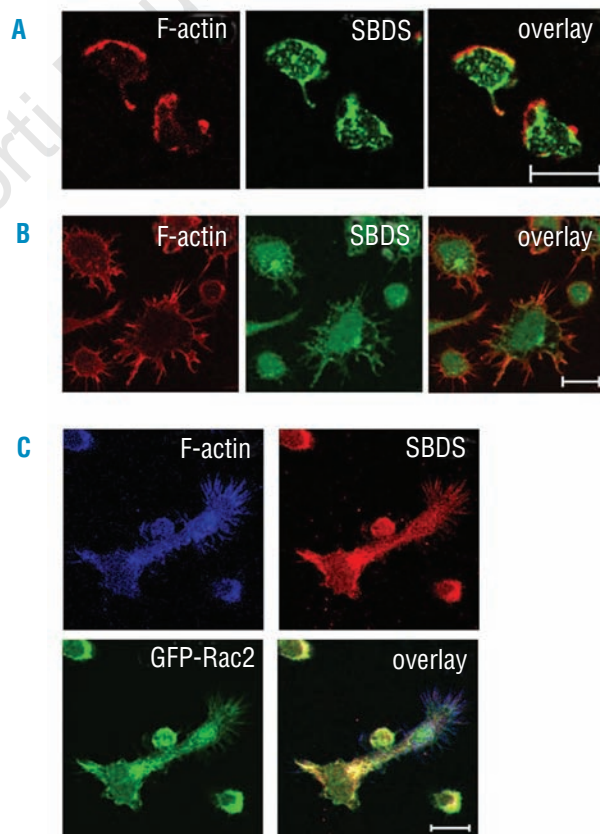 A F-actin SBDS overlay
B F-actin SBDS overlay
C F-actin SBDS
GFP-Rac2 overlay